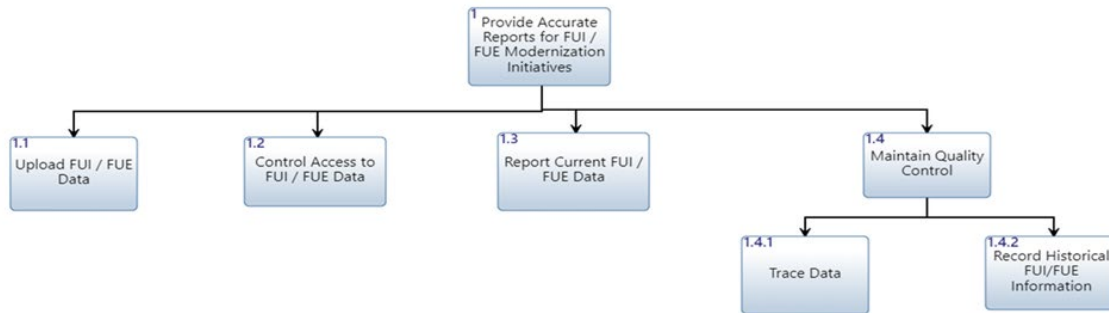 1
Provide Accurate
Reports for FUI /
FUE Modernization
Initiatives
1.1
Upload FUI / FUE
Data
1.2
Control Access to
FUI / FUE Data
1.3
Report Current FUI /
FUE Data
1.4
Maintain Quality
Control
1.4.1
Trace Data
1.4.2
Record Historical
FUI/FUE
Information